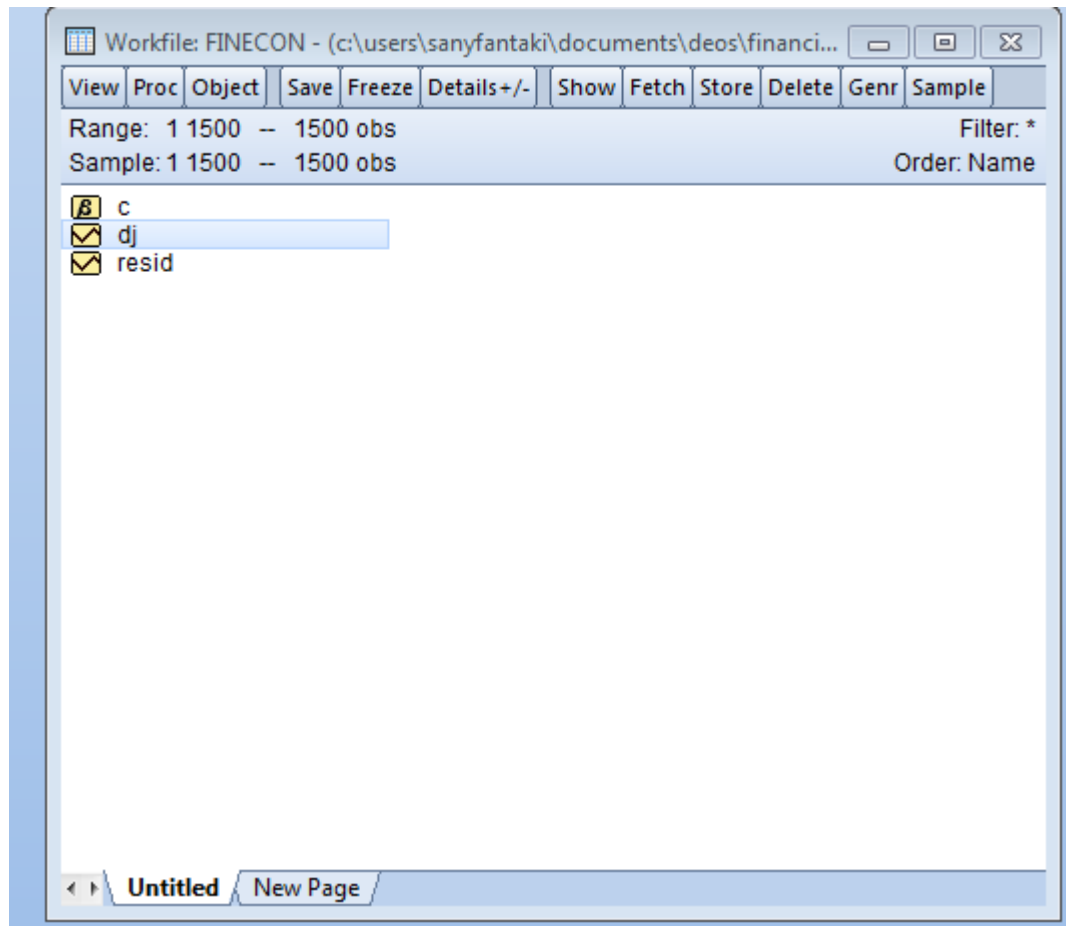 Workfile: FINECON - (c:\users\sanyfantaki\documents\deos\financi...
View Proc Object Save Freeze Details+/- Show Fetch Store Delete Genr Sample
Range: 1 1500 -- 1500 obs Filter: *
Sample: 1 1500 -- 1500 obs Order: Name
β c
dj
resid
Untitled New Page